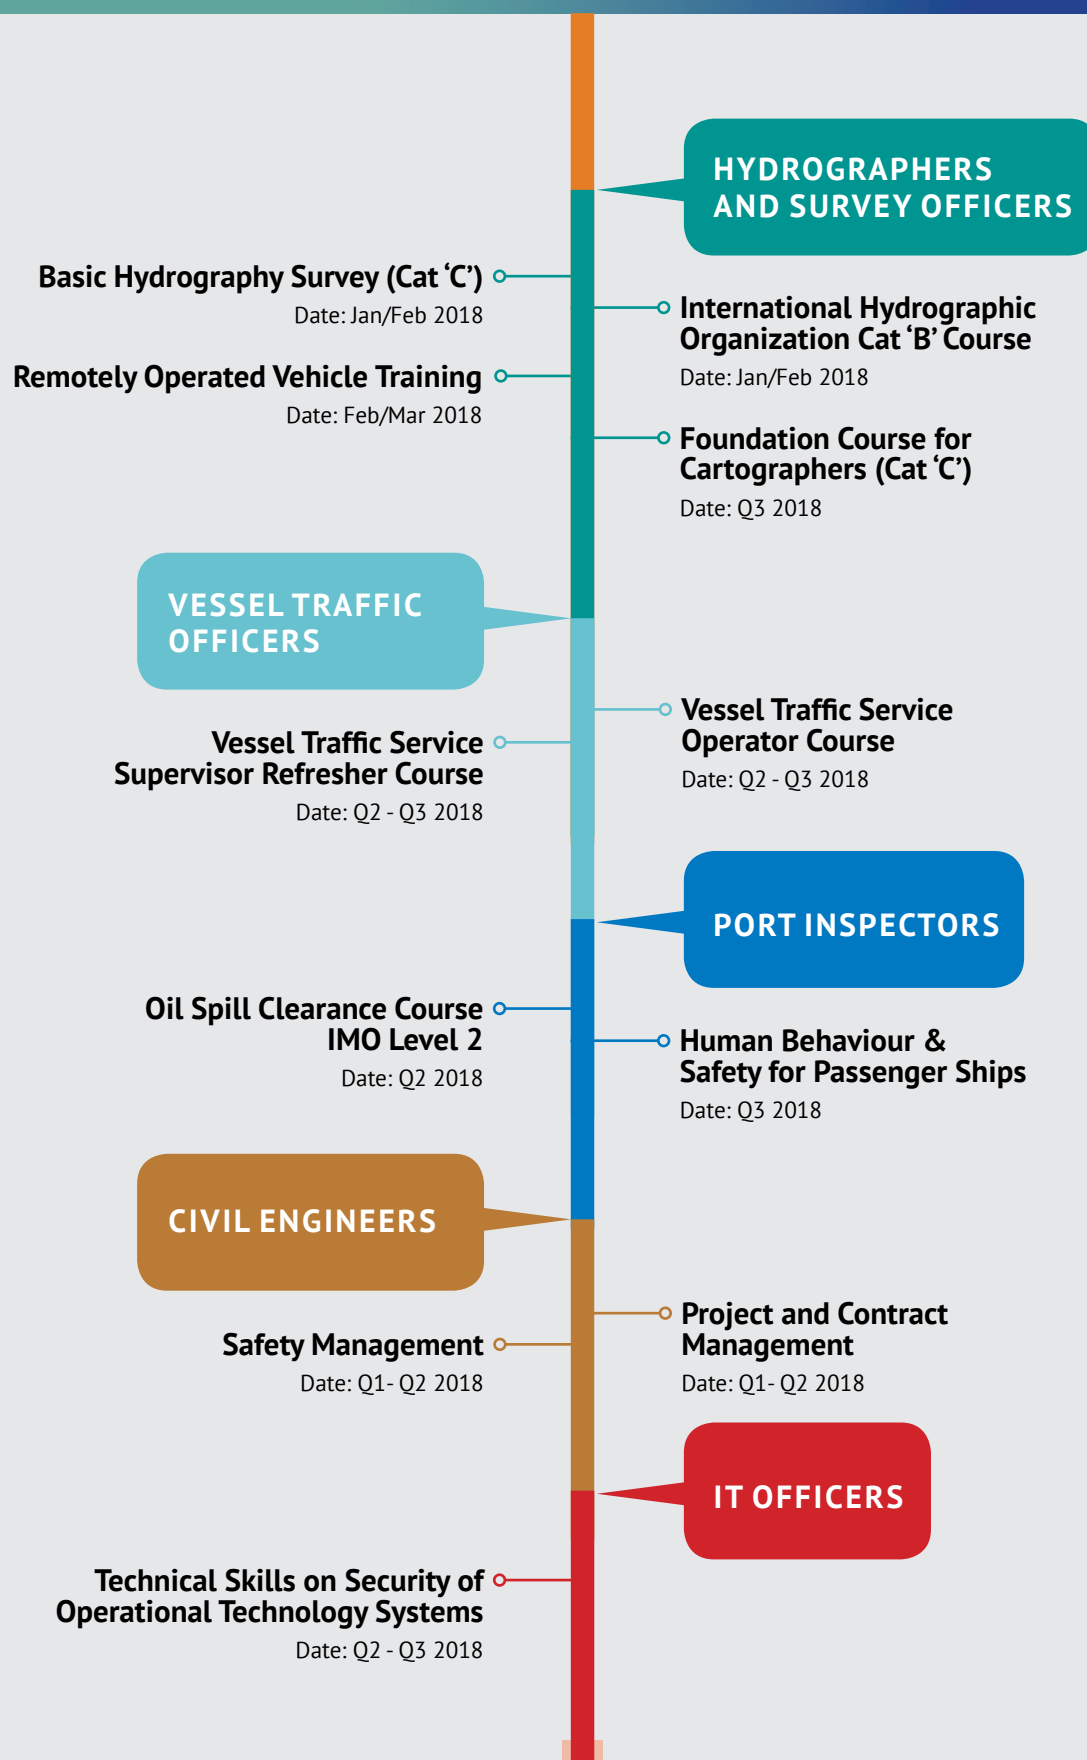 HYDROGRAPHERS
AND SURVEY OFFICERS
Basic Hydrography Survey (Cat ‘C’)
Date: Jan/Feb 2018
International Hydrographic
Organization Cat ‘B’ Course
Date: Jan/Feb 2018
Remotely Operated Vehicle Training
Date: Feb/Mar 2018
Foundation Course for
Cartographers (Cat ‘C’)
Date: Q3 2018
VESSEL TRAFFIC
OFFICERS
Vessel Traffic Service
Operator Course
Date: Q2 - Q3 2018
Vessel Traffic Service
Supervisor Refresher Course
Date: Q2 - Q3 2018
PORT INSPECTORS
Oil Spill Clearance Course
IMO Level 2
Date: Q2 2018
Human Behaviour &
Safety for Passenger Ships
Date: Q3 2018
CIVIL ENGINEERS
Project and Contract
Management
Date: Q1- Q2 2018
Safety Management
Date: Q1- Q2 2018
IT OFFICERS
Technical Skills on Security of
Operational Technology Systems
Date: Q2 - Q3 2018